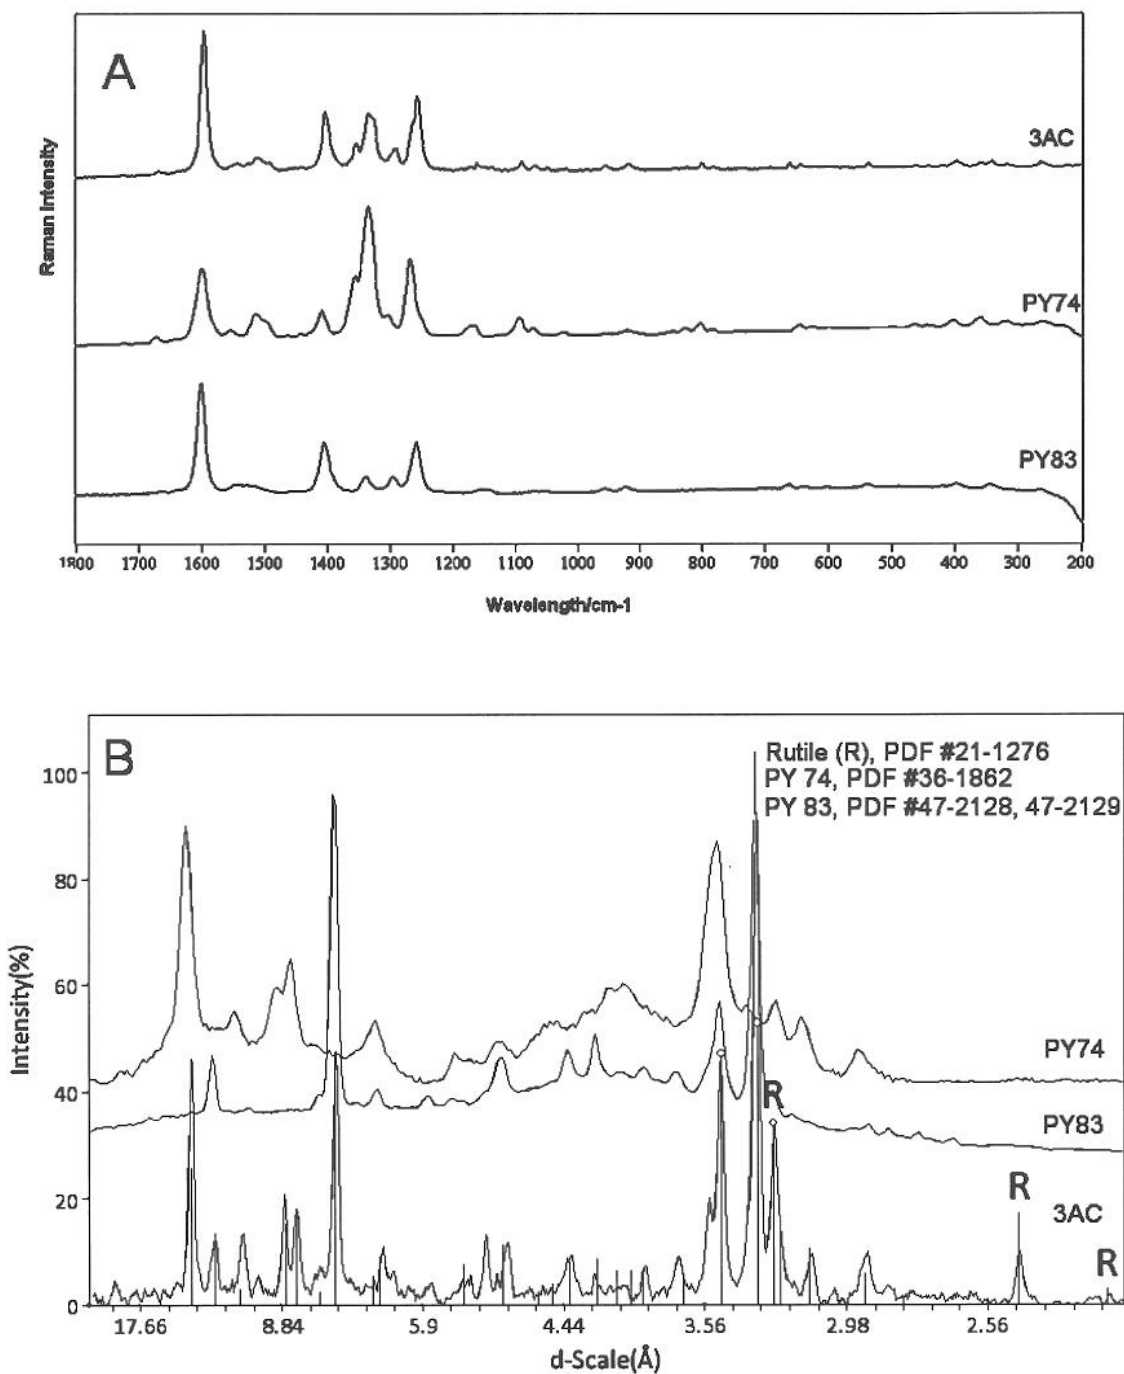 A
3AC
Raman Intensity
PY74
PY83
1800 1700 1600 1500 1400 1300 1200 1100 1000 900 800 700 600 500 400 300 200
Wavelength/cm-1
B
Rutile (R), PDF #21-1276
PY 74, PDF #36-1862
PY 83, PDF #47-2128, 47-2129
100
80
60
40
20
0
Intensity(%)
PY74
R
PY83
R
3AC
R
17.66 8.84 5.9 4.44 3.56 2.98 2.56
d-Scale(Å)